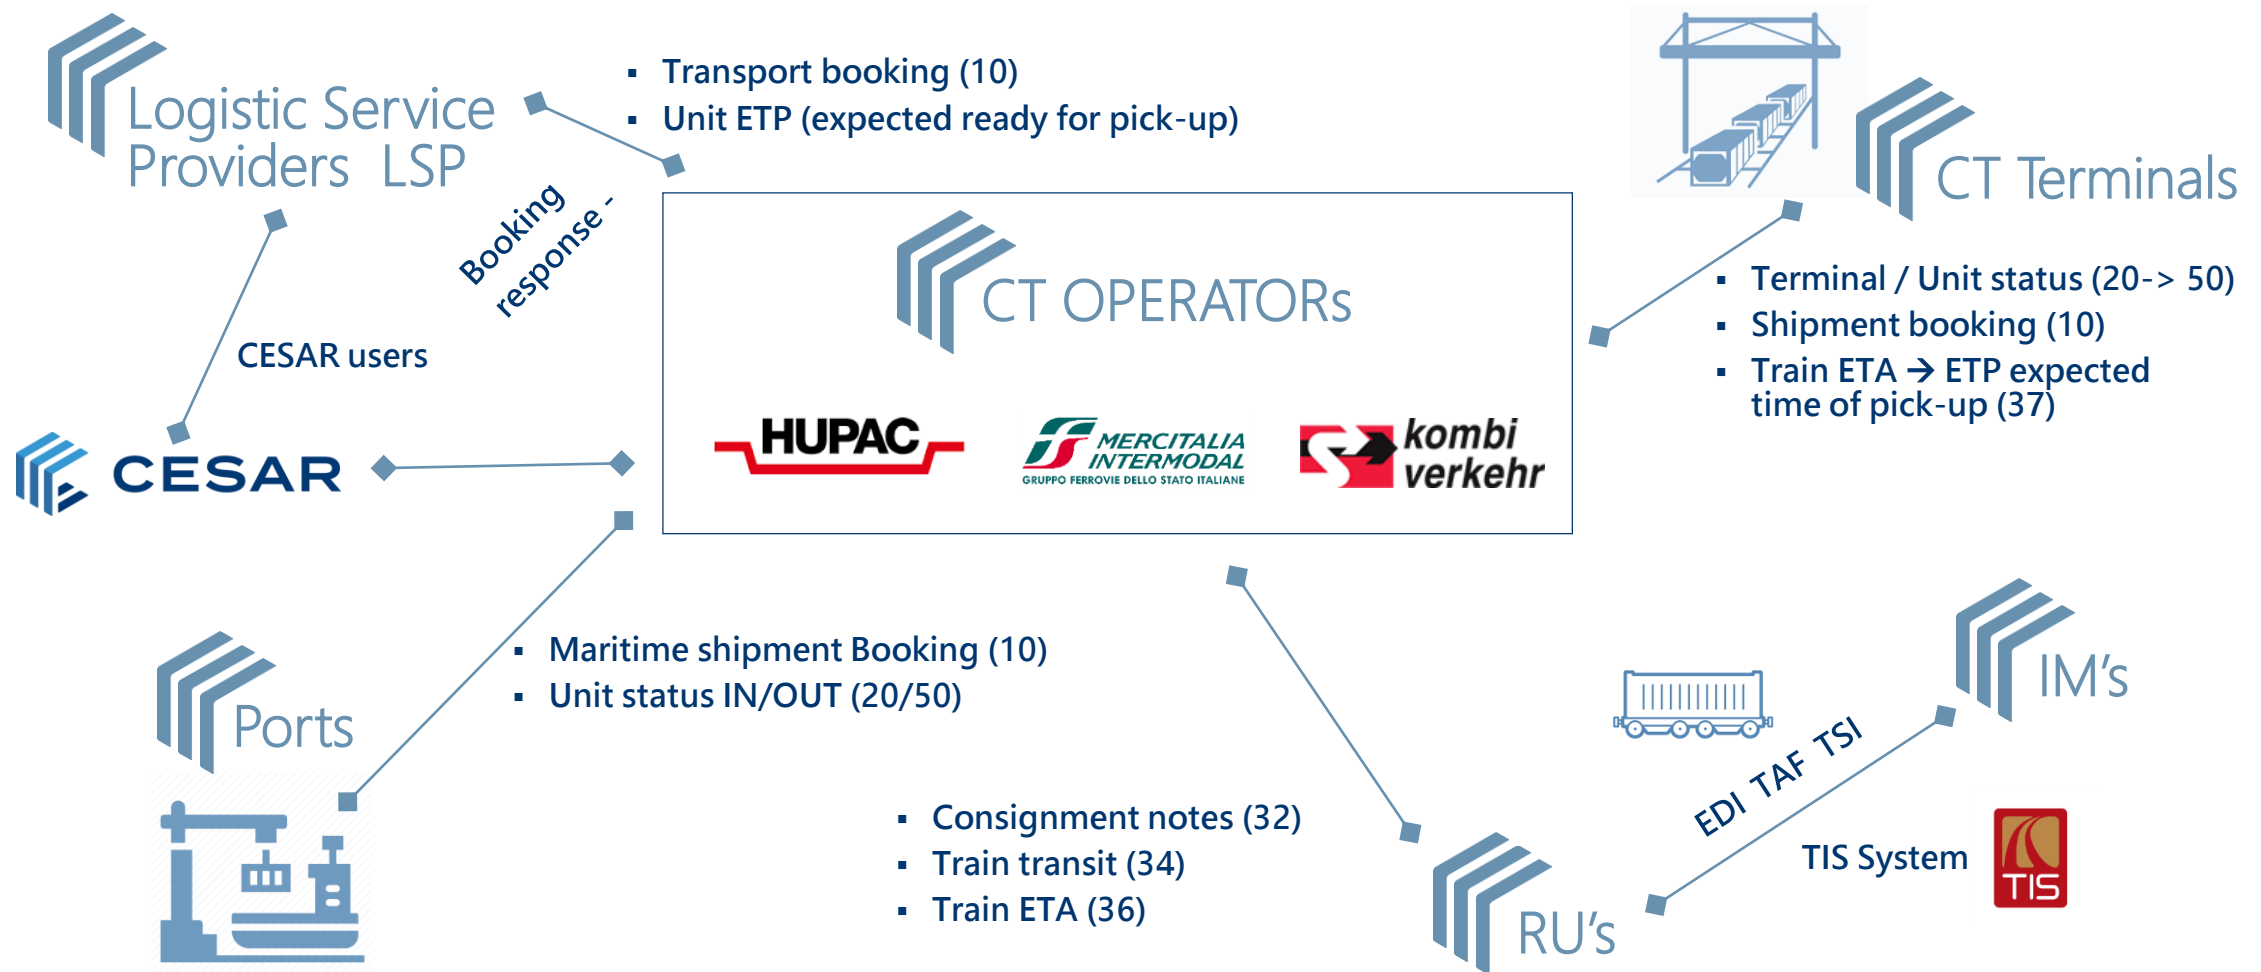 Logistic Service
Providers LSP
▪ Transport booking (10)
▪ Unit ETP (expected ready for pick-up)
Booking
response -
CT Terminals
▪ Terminal / Unit status (20-> 50)
▪ Shipment booking (10)
▪ Train ETA → ETP expected
time of pick-up (37)
CT OPERATORs
HUPAC
MERCITALIA
INTERMODAL
GRUPPO FERROVIE DELLO STATO ITALIANE
kombi
verkehr
CESAR users
CESAR
▪ Maritime shipment Booking (10)
▪ Unit status IN/OUT (20/50)
Ports
▪ Consignment notes (32)
▪ Train transit (34)
▪ Train ETA (36)
IM's
EDI TAF TSI
TIS System
TIS
RU's